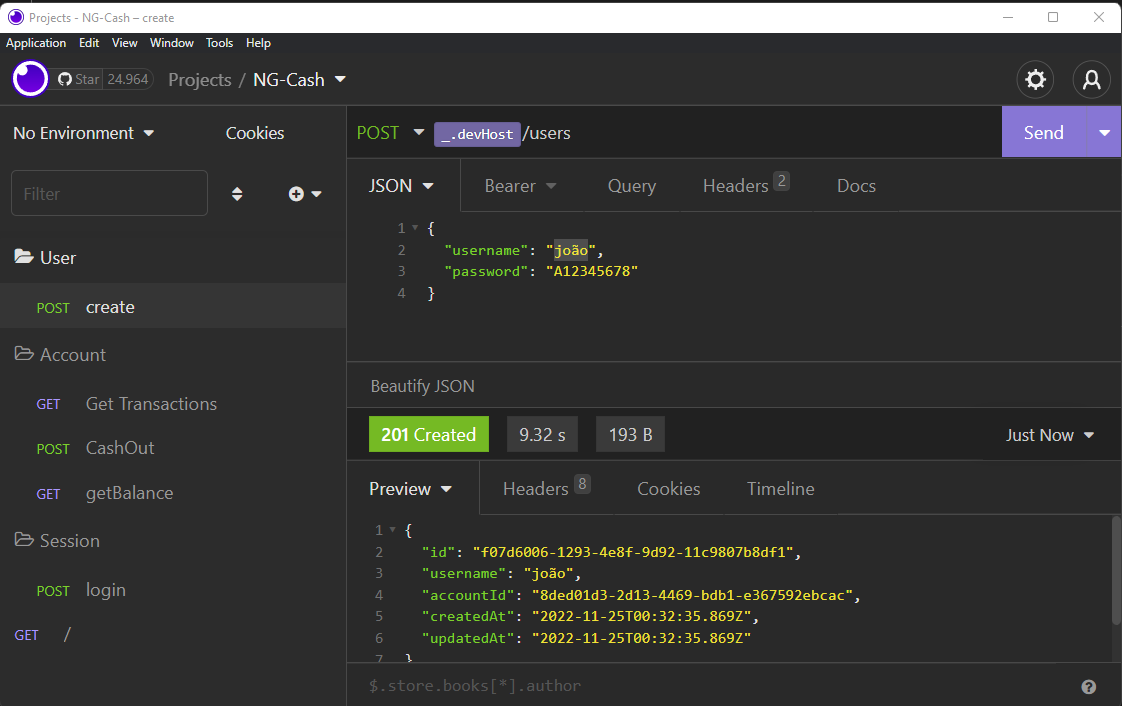 Projects - NG-Cash – create
Application Edit View Window Tools Help
Star 24.964 Projects / NG-Cash
No Environment Cookies
Filter
User
POST create
Account
GET Get Transactions
POST CashOut
GET getBalance
Session
POST login
GET /
POST _.devHost/users Send
JSON Bearer Query Headers 2 Docs
1 {
2 "username": "joão",
3 "password": "A12345678"
4 }
Beautify JSON
201 Created 9.32 s 193 B Just Now
Preview Headers 8 Cookies Timeline
1 {
2 "id": "f07d6006-1293-4e8f-9d92-11c9807b8df1",
3 "username": "joão",
4 "accountId": "8ded01d3-2d13-4469-bdb1-e367592ebcac",
5 "createdAt": "2022-11-25T00:32:35.869Z",
6 "updatedAt": "2022-11-25T00:32:35.869Z"
7 }
$.store.books[*].author